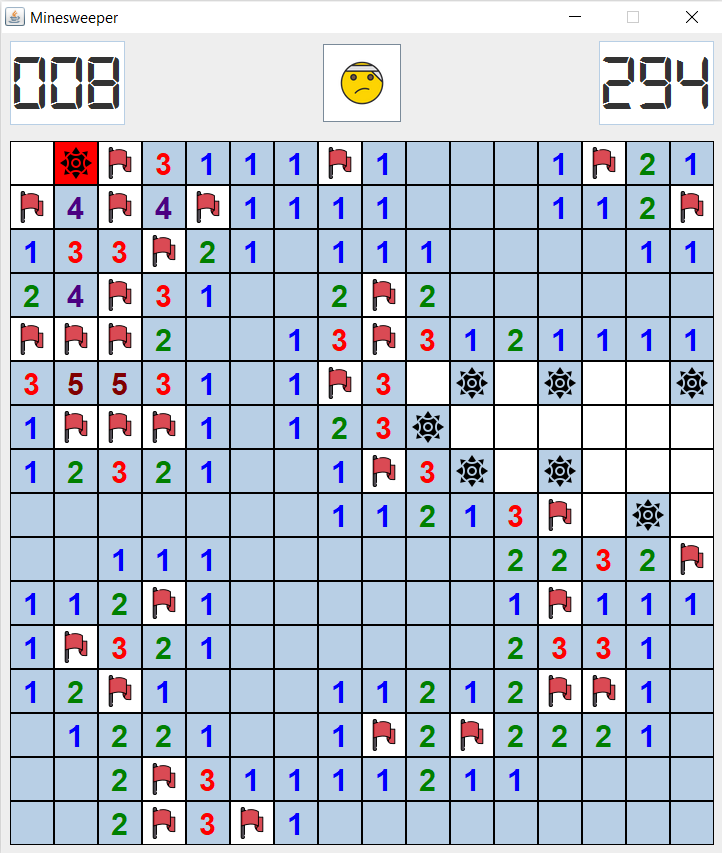 Minesweeper
008 294
3 1 1 1 1 1 2 1
4 4 1 1 1 1 1 1 2
1 3 3 2 1 1 1 1 1 1
2 4 3 1 2 2
2 1 3 3 1 2 1 1 1 1
3 5 5 3 1 1 3
1 1 1 2 3
1 2 3 2 1 1 3
1 1 2 1 3
1 1 1 2 2 3 2
1 1 2 1 1 1 1 1
1 3 2 1 2 3 3 1
1 2 1 1 1 2 1 2 1
1 2 2 1 1 2 2 2 2 1
2 3 1 1 1 1 2 1 1
2 3 1